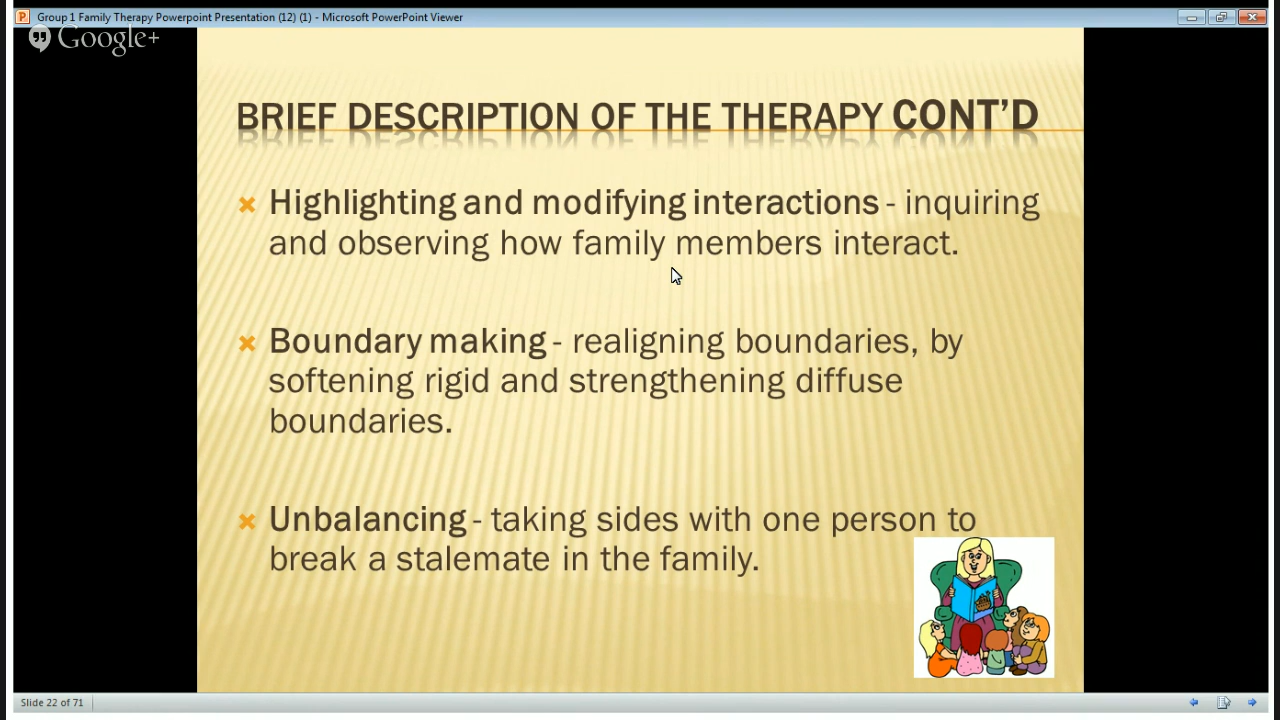 Group 1 Family Therapy Powerpoint Presentation (12) (1) - Microsoft PowerPoint Viewer
Google+
BRIEF DESCRIPTION OF THE THERAPY CONT'D
Highlighting and modifying interactions - inquiring
and observing how family members interact.
Boundary making - realigning boundaries, by
softening rigid and strengthening diffuse
boundaries.
Unbalancing - taking sides with one person to
break a stalemate in the family.
Slide 22 of 71